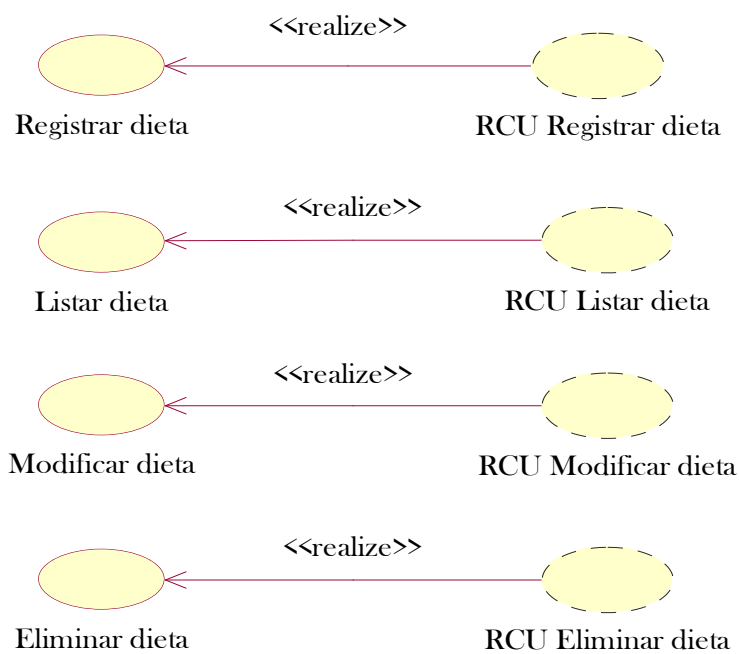 <<realize>>
Registrar dieta
RCU Registrar dieta
<<realize>>
Listar dieta
RCU Listar dieta
<<realize>>
Modificar dieta
RCU Modificar dieta
<<realize>>
Eliminar dieta
RCU Eliminar dieta